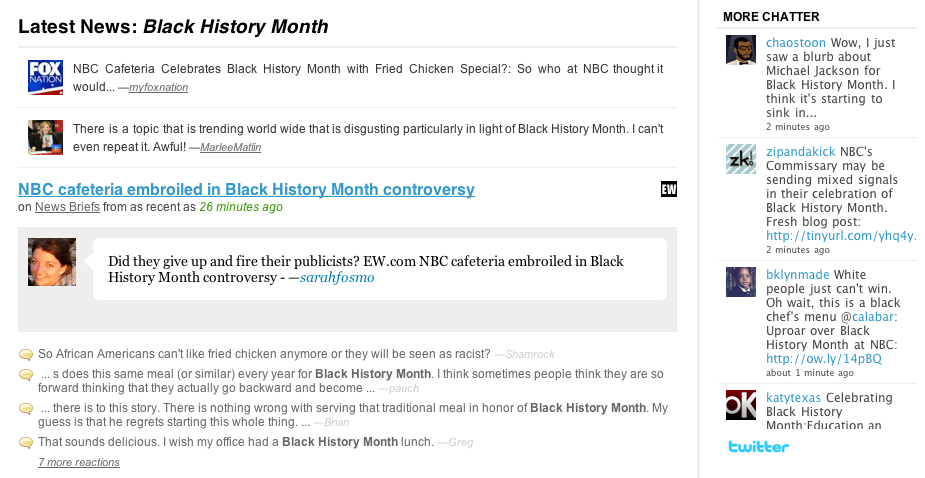 Latest News: Black History Month
FOX
NATION
NBC Cafeteria Celebrates Black History Month with Fried Chicken Special?: So who at NBC thought it
would... —myfoxnation
There is a topic that is trending world wide that is disgusting particularly in light of Black History Month. I can't
even repeat it. Awful! —MarleeMatlin
NBC cafeteria embroiled in Black History Month controversy
EW
on News Briefs from as recent as 26 minutes ago
Did they give up and fire their publicists? EW.com NBC cafeteria embroiled in Black
History Month controversy - —sarahfosmo
So African Americans can't like fried chicken anymore or they will be seen as racist? —Shamrock
... s does this same meal (or similar) every year for Black History Month. I think sometimes people think they are so
forward thinking that they actually go backward and become ... —pauch
... there is to this story. There is nothing wrong with serving that traditional meal in honor of Black History Month. My
guess is that he regrets starting this whole thing. ... —Brian
That sounds delicious. I wish my office had a Black History Month lunch. —Greg
7 more reactions
MORE CHATTER
chaostoon Wow, I just
saw a blurb about
Michael Jackson for
Black History Month. I
think it's starting to
sink in...
2 minutes ago
zk!
zipandakick NBC's
Commissary may be
sending mixed signals
in their celebration of
Black History Month.
Fresh blog post:
http://tinyurl.com/yhq4y.
2 minutes ago
bklynmade White
people just can't win.
Oh wait, this is a black
chef's menu @calabar:
Uproar over Black
History Month at NBC:
http://ow.ly/14pBQ
about 1 minute ago
OK
katytexas Celebrating
Black History
Month:Education an
twitter